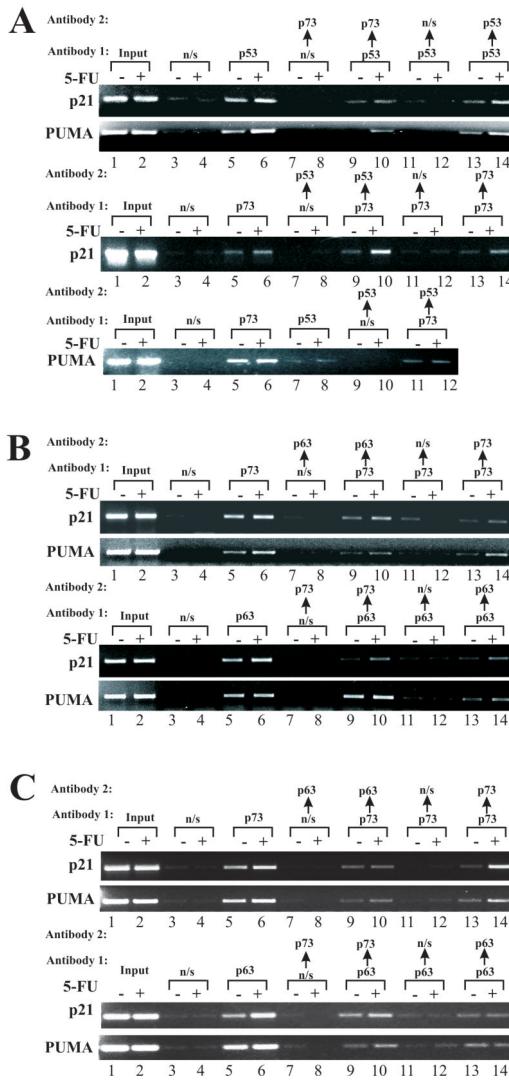 A
Antibody 2: p73 p73 n/s p53
Antibody 1: Input n/s p53 n/s p53 p53 p53
5-FU - + - + - + - + - + - + - +
p21
PUMA
1 2 3 4 5 6 7 8 9 10 11 12 13 14
Antibody 2: p53 p53 n/s p73
Antibody 1: Input n/s p73 n/s p73 p73 p73
5-FU - + - + - + - + - + - + - +
p21
1 2 3 4 5 6 7 8 9 10 11 12 13 14
Antibody 2: p53 p53
Antibody 1: Input n/s p73 p53 n/s p73
5-FU - + - + - + - + - + - +
PUMA
1 2 3 4 5 6 7 8 9 10 11 12
B
Antibody 2: p63 p63 n/s p73
Antibody 1: Input n/s p73 n/s p73 p73 p73
5-FU - + - + - + - + - + - + - +
p21
PUMA
1 2 3 4 5 6 7 8 9 10 11 12 13 14
Antibody 2: p73 p73 n/s p63
Antibody 1: Input n/s p63 n/s p63 p63 p63
5-FU - + - + - + - + - + - + - +
p21
PUMA
1 2 3 4 5 6 7 8 9 10 11 12 13 14
C
Antibody 2: p63 p63 n/s p73
Antibody 1: Input n/s p73 n/s p73 p73 p73
5-FU - + - + - + - + - + - + - +
p21
PUMA
1 2 3 4 5 6 7 8 9 10 11 12 13 14
Antibody 2: p73 p73 n/s p63
Antibody 1: Input n/s p63 n/s p63 p63 p63
5-FU - + - + - + - + - + - + - +
p21
PUMA
1 2 3 4 5 6 7 8 9 10 11 12 13 14